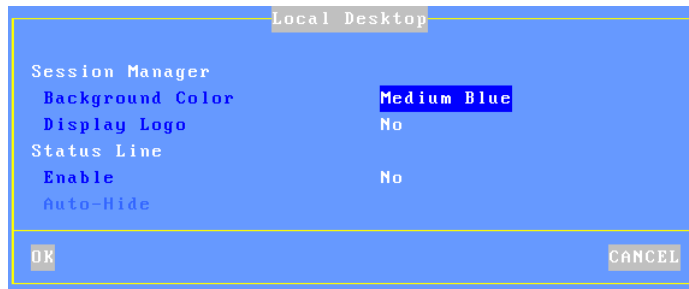 Local Desktop
Session Manager
Background Color Medium Blue
Display Logo No
Status Line
Enable No
Auto-Hide
OK CANCEL